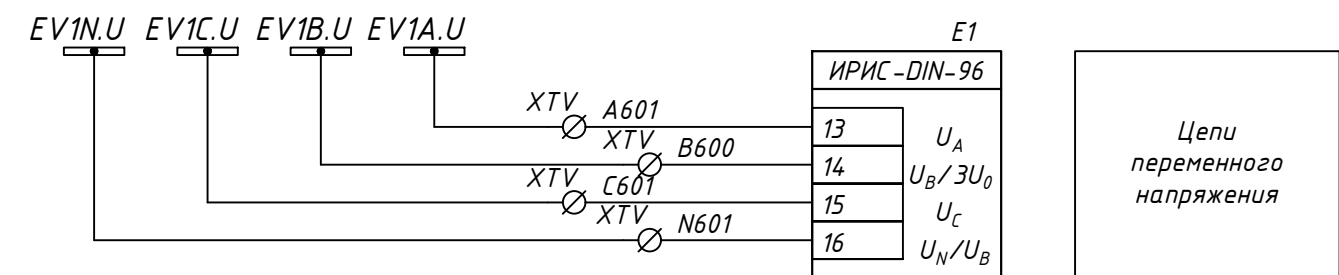 EV1N.U EV1C.U EV1B.U EV1A.U
E1
ИРИС-DIN-96
XTV A601
13 U_A
XTV B600
14 U_B/3U_0
XTV C601
15 U_C
XTV N601
16 U_N/U_B
Цепи
переменного
напряжения